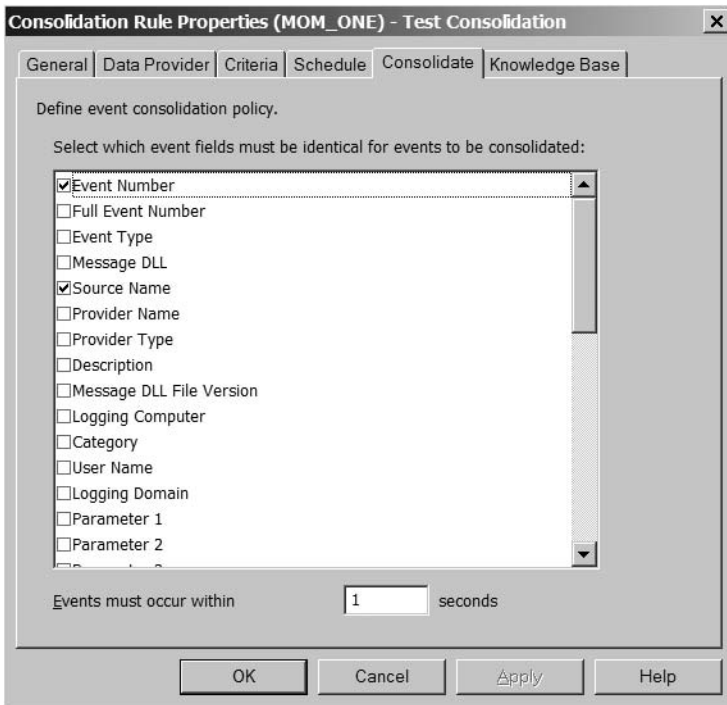 Consolidation Rule Properties (MOM_ONE) - Test Consolidation
General Data Provider Criteria Schedule Consolidate Knowledge Base
Define event consolidation policy.
Select which event fields must be identical for events to be consolidated:
Event Number
Full Event Number
Event Type
Message DLL
Source Name
Provider Name
Provider Type
Description
Message DLL File Version
Logging Computer
Category
User Name
Logging Domain
Parameter 1
Parameter 2
Events must occur within 1 seconds
OK Cancel Apply Help